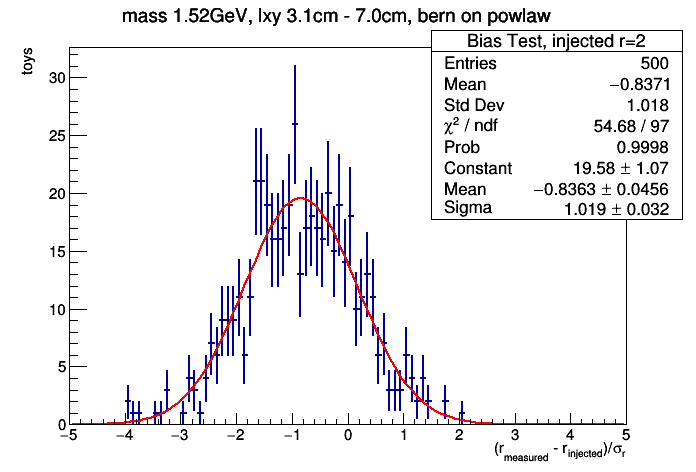 mass 1.52GeV, lxy 3.1cm - 7.0cm, bern on powlaw
Bias Test, injected r=2
Entries 500
Mean −0.8371
Std Dev 1.018
χ² / ndf 54.68 / 97
Prob 0.9998
Constant 19.58 ± 1.07
Mean −0.8363 ± 0.0456
Sigma 1.019 ± 0.032
toys
30
25
20
15
10
5
0
−5 −4 −3 −2 −1 0 1 2 3 4 5
(r_measured - r_injected)/σ_r